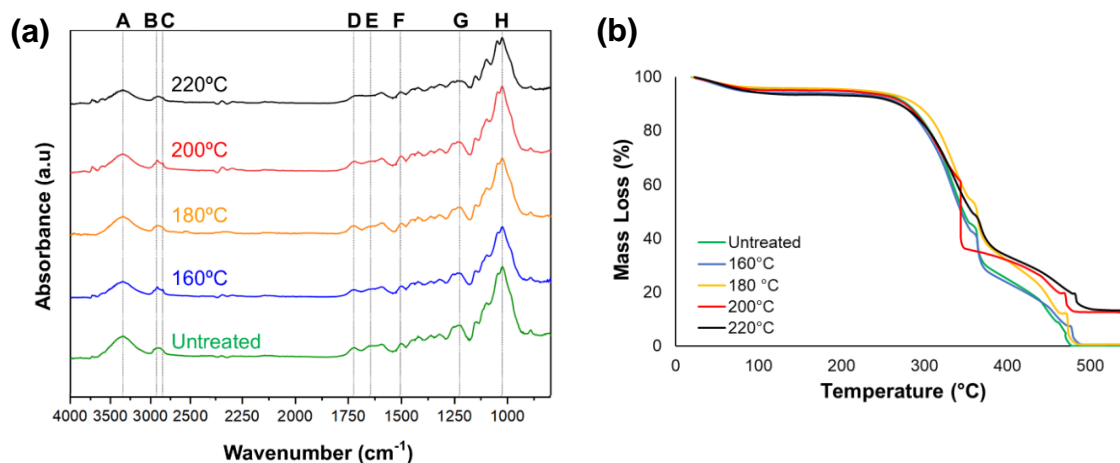 (a)
A B C D E F G H
220ºC
200ºC
180ºC
160ºC
Untreated
Absorbance (a.u)
4000 3500 3000 2500 2250 2000 1750 1500 1250 1000
Wavenumber (cm⁻¹)
(b)
100
80
60
40
20
0
Mass Loss (%)
Untreated
160°C
180 °C
200°C
220°C
0 100 200 300 400 500
Temperature (°C)